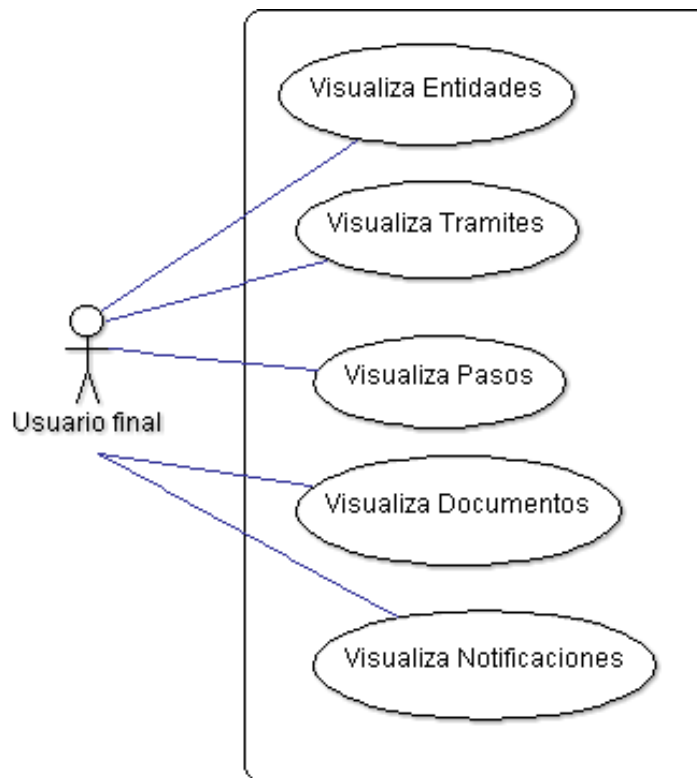 Visualiza Entidades
Visualiza Tramites
Visualiza Pasos
Usuario final
Visualiza Documentos
Visualiza Notificaciones